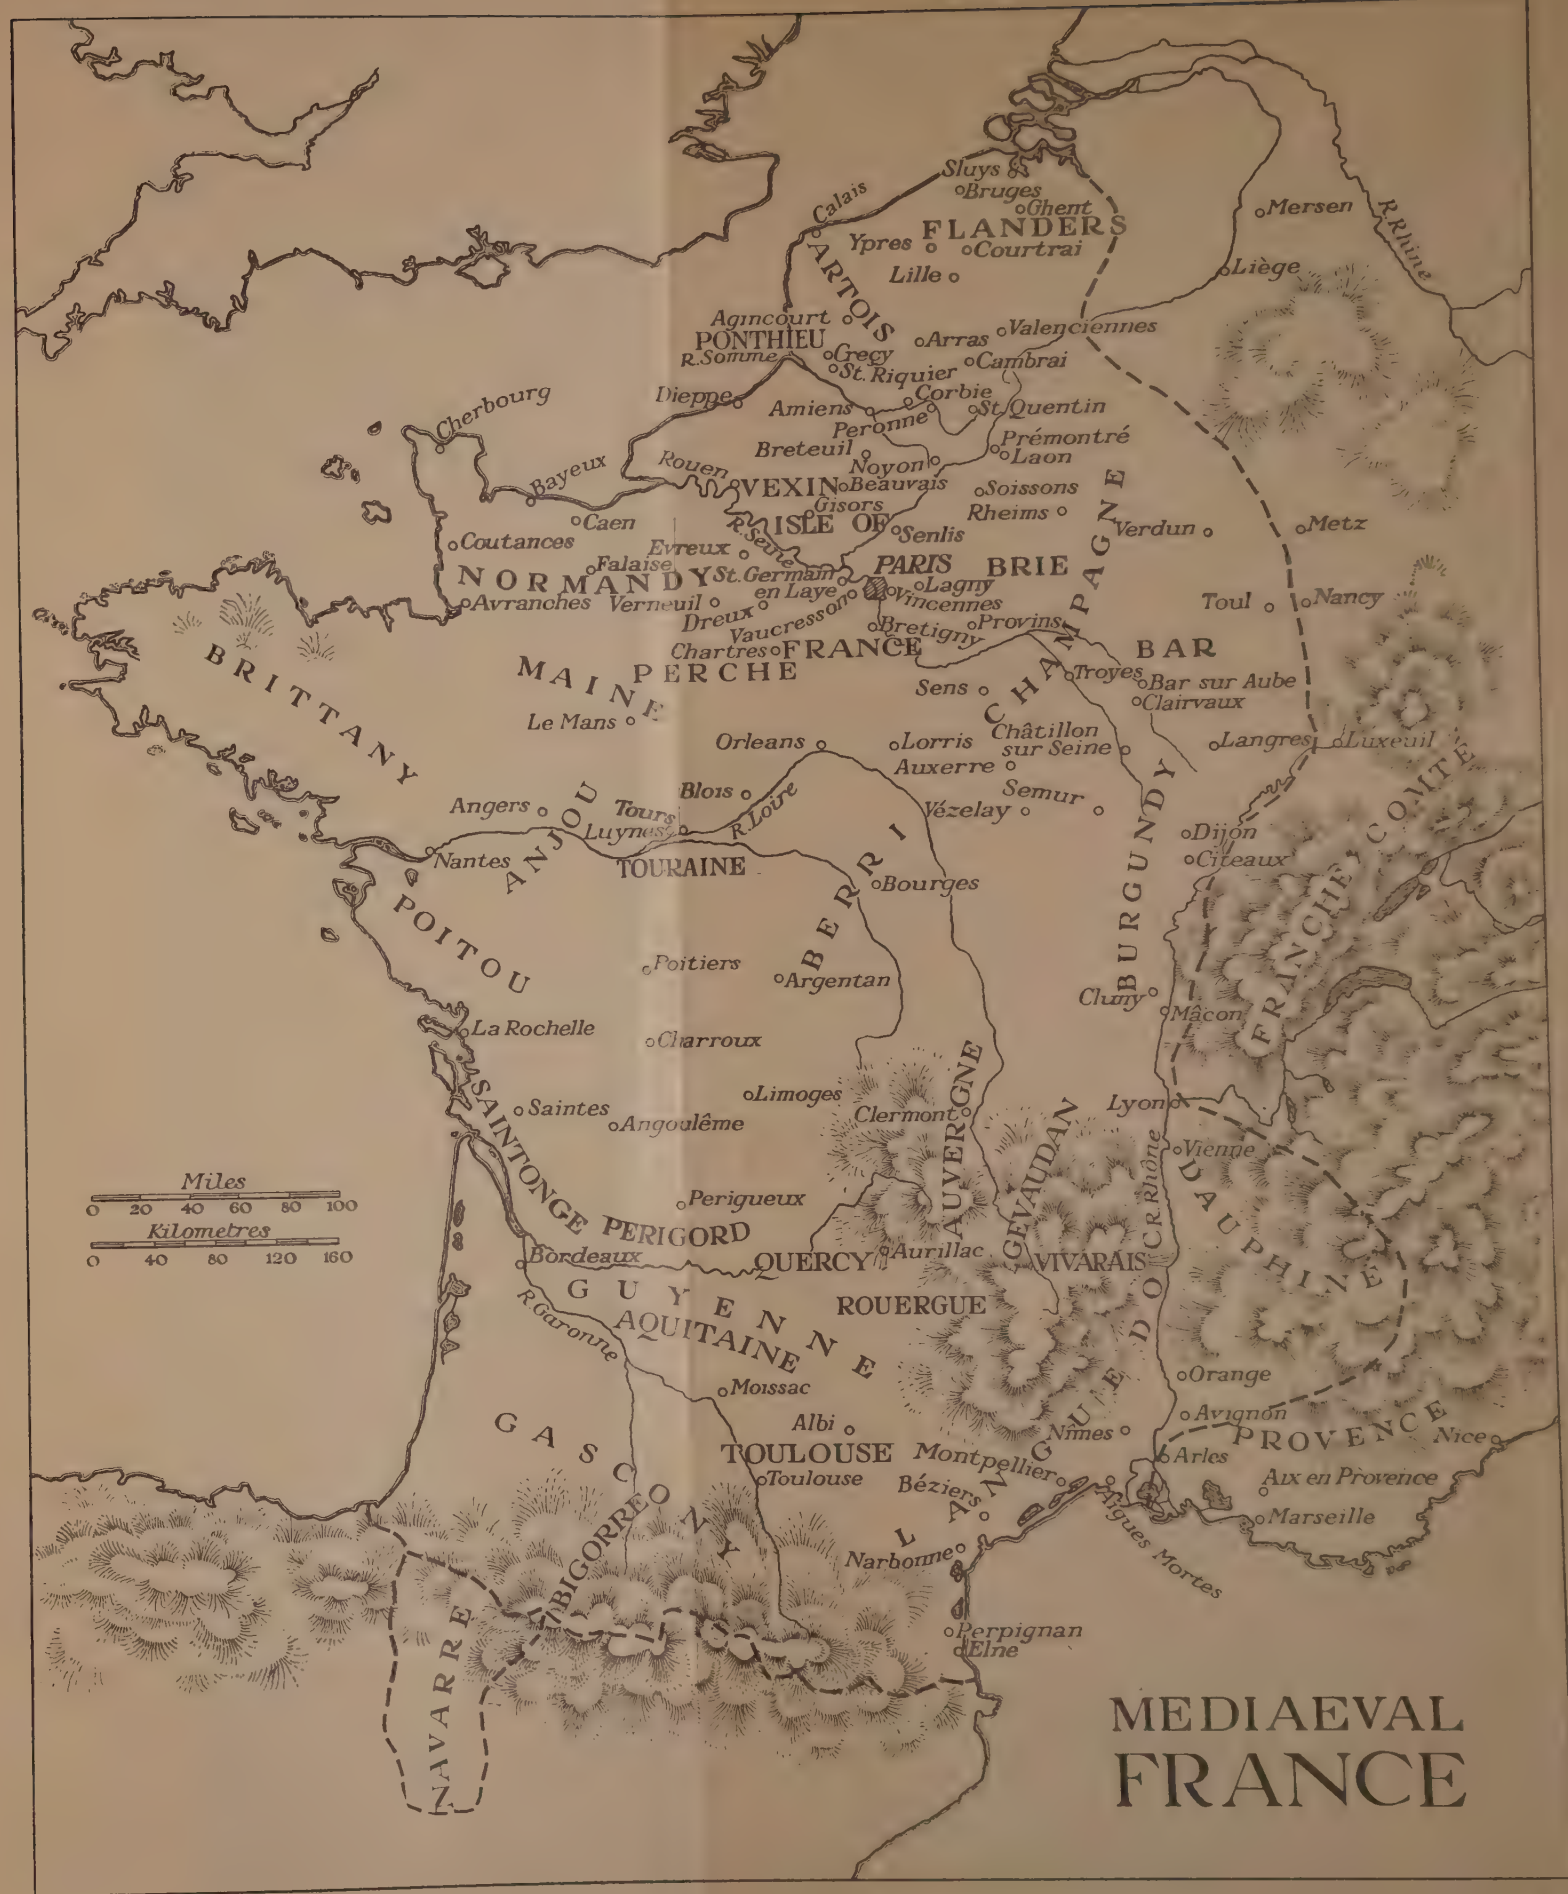 Sluys
Bruges
Ghent
Calais
FLANDERS
Mersen
R. Rhine
Ypres
Courtrai
Lille
Liège
ARTOIS
Agincourt
PONTHIEU
R. Somme
Crecy
St. Riquier
Arras
Valenciennes
Cambrai
Dieppe
Amiens
Corbie
Peronne
St. Quentin
Cherbourg
Breteuil
Noyon
Prémontré
Laon
Bayeux
Rouen
VEXIN
Beauvais
Soissons
Gisors
Rheims
Caen
R. Seine
ISLE OF
Senlis
Verdun
Metz
Coutances
Evreux
Falaise
NORMANDY
St. Germain
en Laye
PARIS
BRIE
CHAMPAGNE
Lagny
Vincennes
Avranches
Verneuil
Dreux
Vaucresson
Bretigny
Provins
Toul
Nancy
Chartres
FRANCE
BAR
BRITTANY
MAINE
PERCHE
Sens
Troyes
Bar sur Aube
Clairvaux
Le Mans
Orleans
Lorris
Châtillon
sur Seine
Langres
Luxeuil
Auxerre
Semur
Vézelay
Blois
Angers
ANJOU
Tours
Luynes
R. Loire
Nantes
TOURAINE
BERRI
Bourges
Dijon
Citeaux
BURGUNDY
FRANCHE COMTE
POITOU
Poitiers
Argentan
Cluny
Mâcon
La Rochelle
Charroux
Limoges
Clermont
AUVERGNE
Lyon
Saintes
Angoulême
SAINTONGE
GEVAUDAN
Vienne
R. Rhône
DAUPHINE
Miles
0 20 40 60 80 100
Kilometres
0 40 80 120 160
Perigueux
PERIGORD
Bordeaux
QUERCY
Aurillac
VIVARAIS
GUYENNE
ROUERGUE
R. Garonne
AQUITAINE
Moissac
Orange
Albi
Avignon
GASCONY
TOULOUSE
Toulouse
Montpellier
Nîmes
LANGUEDOC
PROVENCE
Nice
Arles
Aix en Provence
Béziers
Aigues Mortes
Marseille
Narbonne
BIGORRE
NAVARRE
Perpignan
Elne
MEDIAEVAL
FRANCE